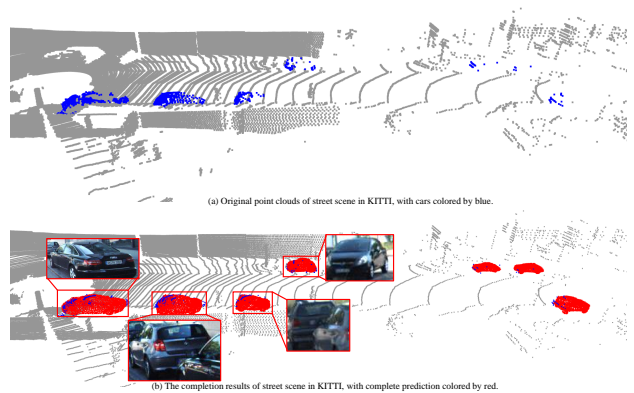 (a) Original point clouds of street scene in KITTI, with cars colored by blue.
(b) The completion results of street scene in KITTI, with complete prediction colored by red.